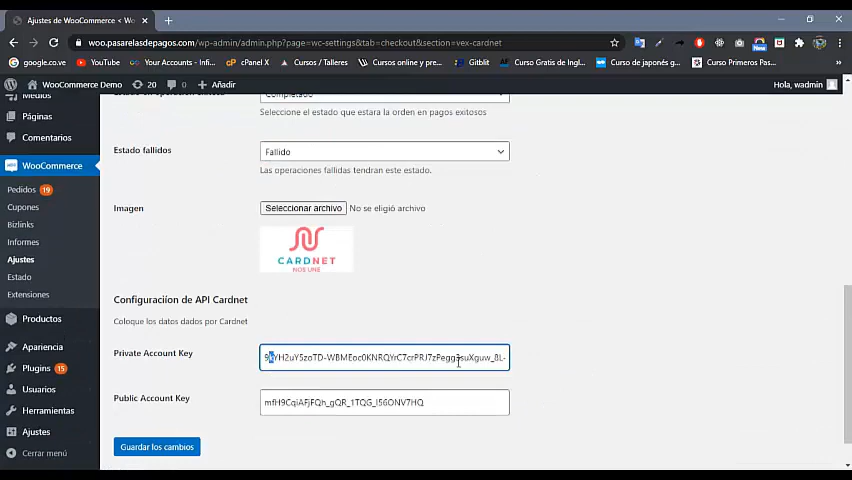 Ajustes de WooCommerce < Wo
woo.pasarelasdepagos.com/wp-admin/admin.php?page=wc-settings&tab=checkout&section=vex-cardnet
google.co.ve
YouTube
Your Accounts - Infi...
cPanel X
Cursos / Talleres
Cursos online y pre...
Gitblit
Curso Gratis de Ingl...
Curso de japonés g...
Curso Primeros Pas...
WooCommerce Demo
20
0
Añadir
Hola, wadmin
Medios
Páginas
Comentarios
WooCommerce
Pedidos 19
Cupones
Bizlinks
Informes
Ajustes
Estado
Extensiones
Productos
Apariencia
Plugins 15
Usuarios
Herramientas
Ajustes
Cerrar menú
Completado
Seleccione el estado que estara la orden en pagos exitosos
Estado fallidos
Fallido
Las operaciones fallidas tendran este estado.
Imagen
Seleccionar archivo
No se eligió archivo
CARDNET
NOS UNE
Configuraciíon de API Cardnet
Coloque los datos dados por Cardnet
Private Account Key
Public Account Key
Guardar los cambios